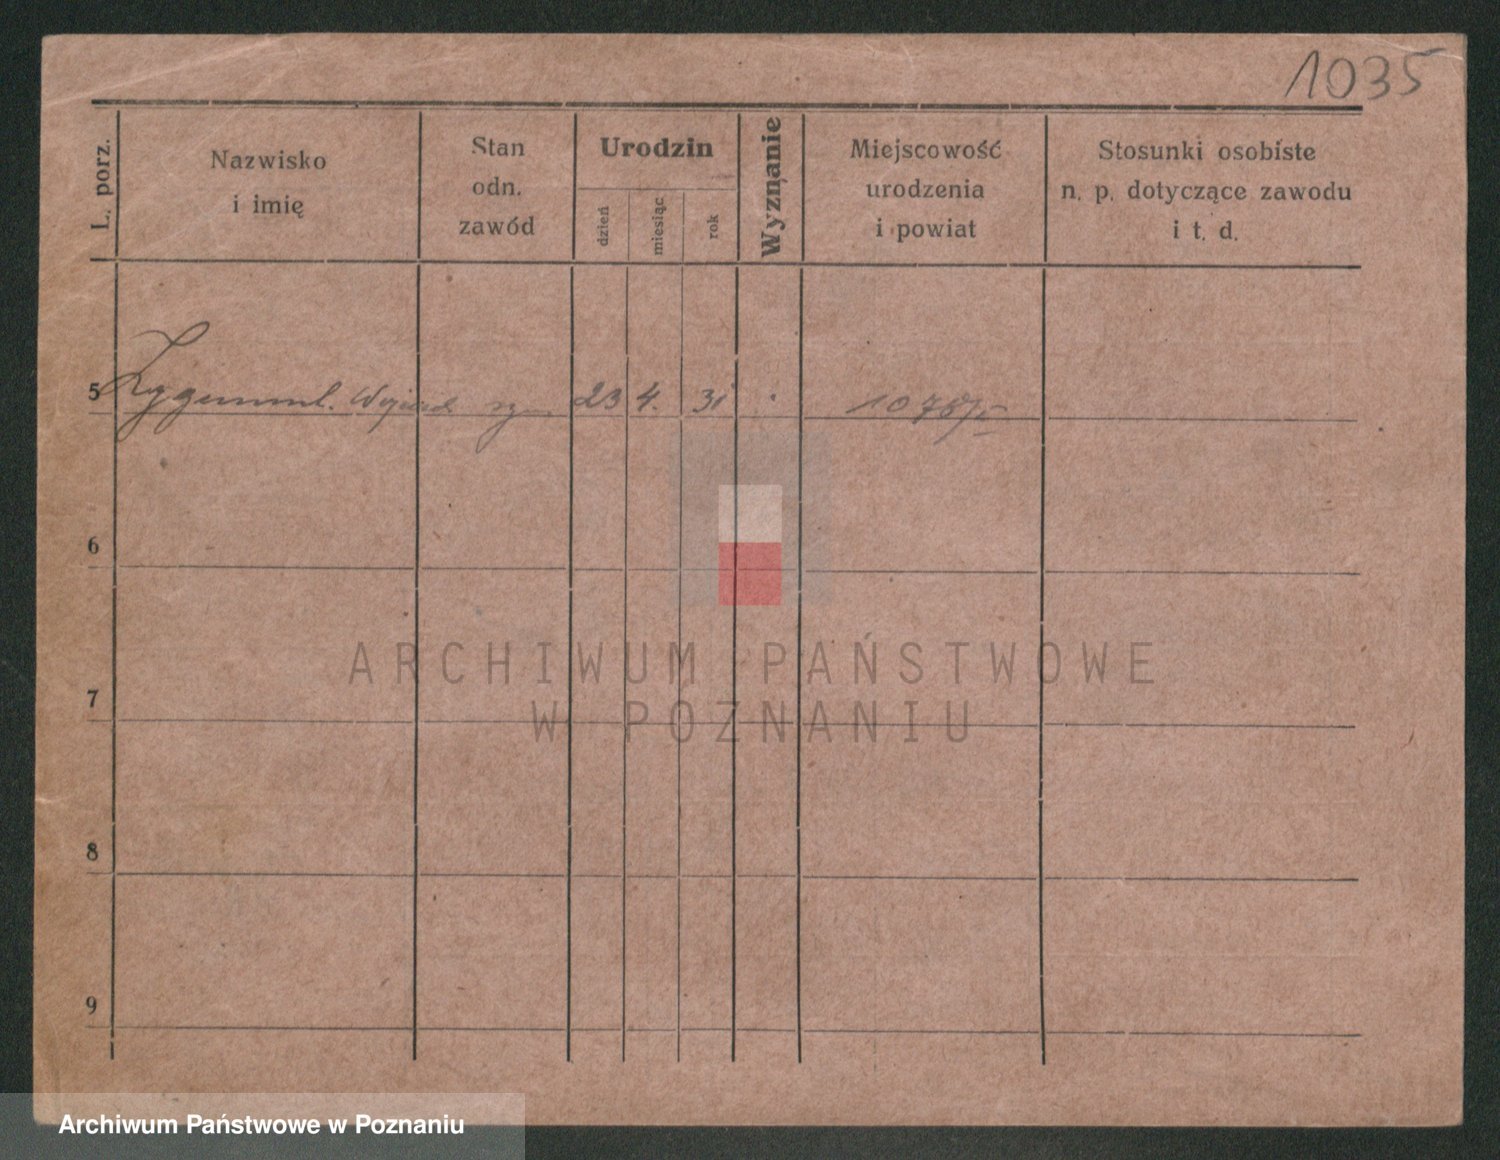 1035
L. porz.
Nazwisko
i imię
Stan
odn.
zawód
Urodzin
dzień
miesiąc
rok
Wyznanie
Miejscowość
urodzenia
i powiat
Stosunki osobiste
n. p. dotyczące zawodu
i t. d.
5 Zygmunt. 23 4. 31
6
7
8
9
ARCHIWUM PAŃSTWOWE
W POZNANIU
Archiwum Państwowe w Poznaniu